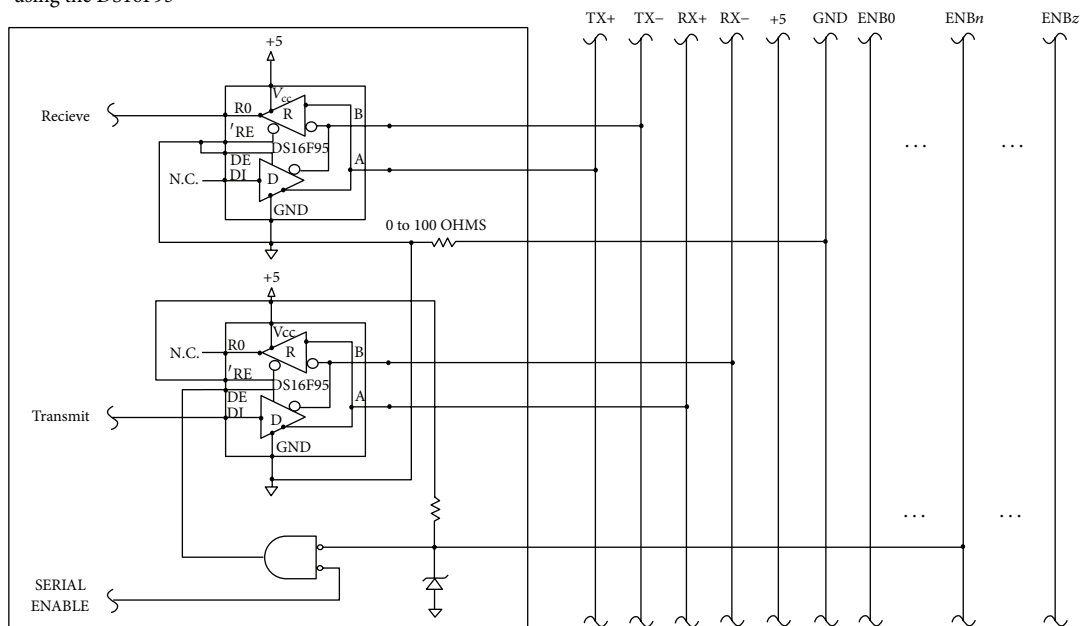 using the DS16F95
TX+ TX− RX+ RX− +5 GND ENB0 ENBn ENBz
+5
Vcc
Recieve
R0
R
B
′RE
DS16F95
... ...
DE
A
N.C.
DI
D
GND
0 to 100 OHMS
+5
Vcc
R0
N.C.
R
B
′RE
DS16F95
DE
A
Transmit
DI
D
GND
... ...
SERIAL
ENABLE